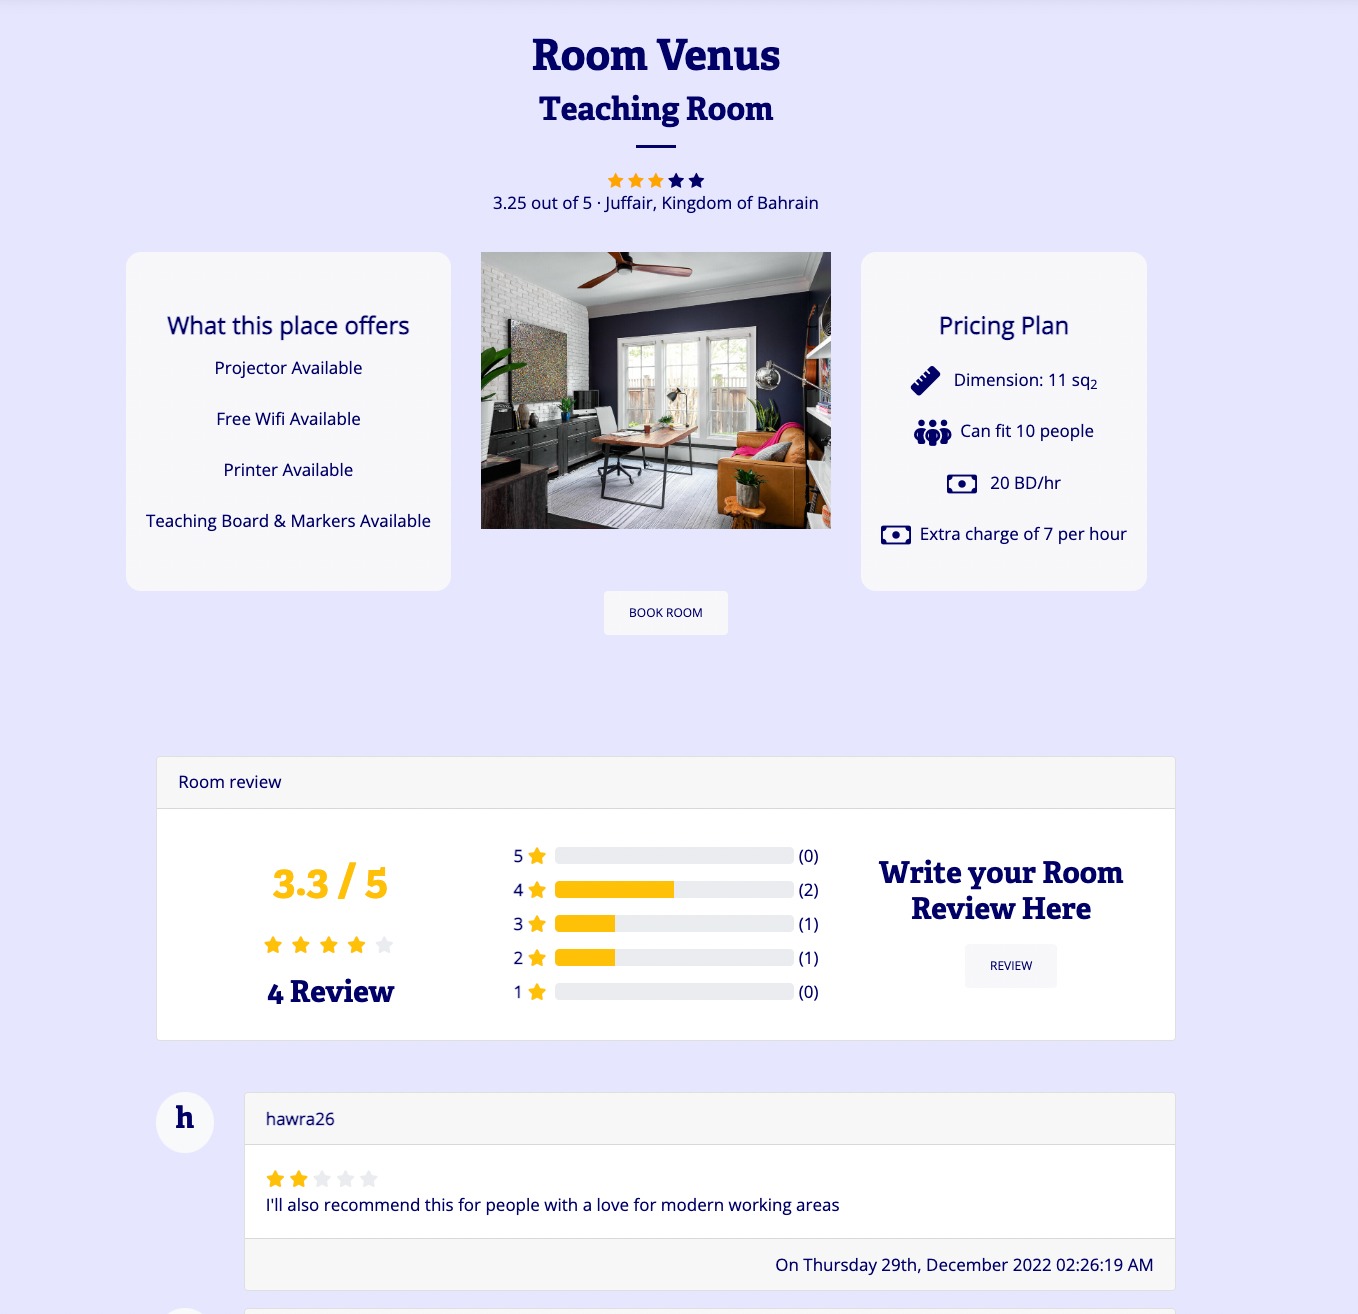 Room Venus
Teaching Room
3.25 out of 5 · Juffair, Kingdom of Bahrain
What this place offers
Projector Available
Free Wifi Available
Printer Available
Teaching Board & Markers Available
BOOK ROOM
Pricing Plan
Dimension: 11 sq₂
Can fit 10 people
20 BD/hr
Extra charge of 7 per hour
Room review
3.3 / 5
4 Review
5 (0)
4 (2)
3 (1)
2 (1)
1 (0)
Write your Room
Review Here
REVIEW
h
hawra26
I'll also recommend this for people with a love for modern working areas
On Thursday 29th, December 2022 02:26:19 AM